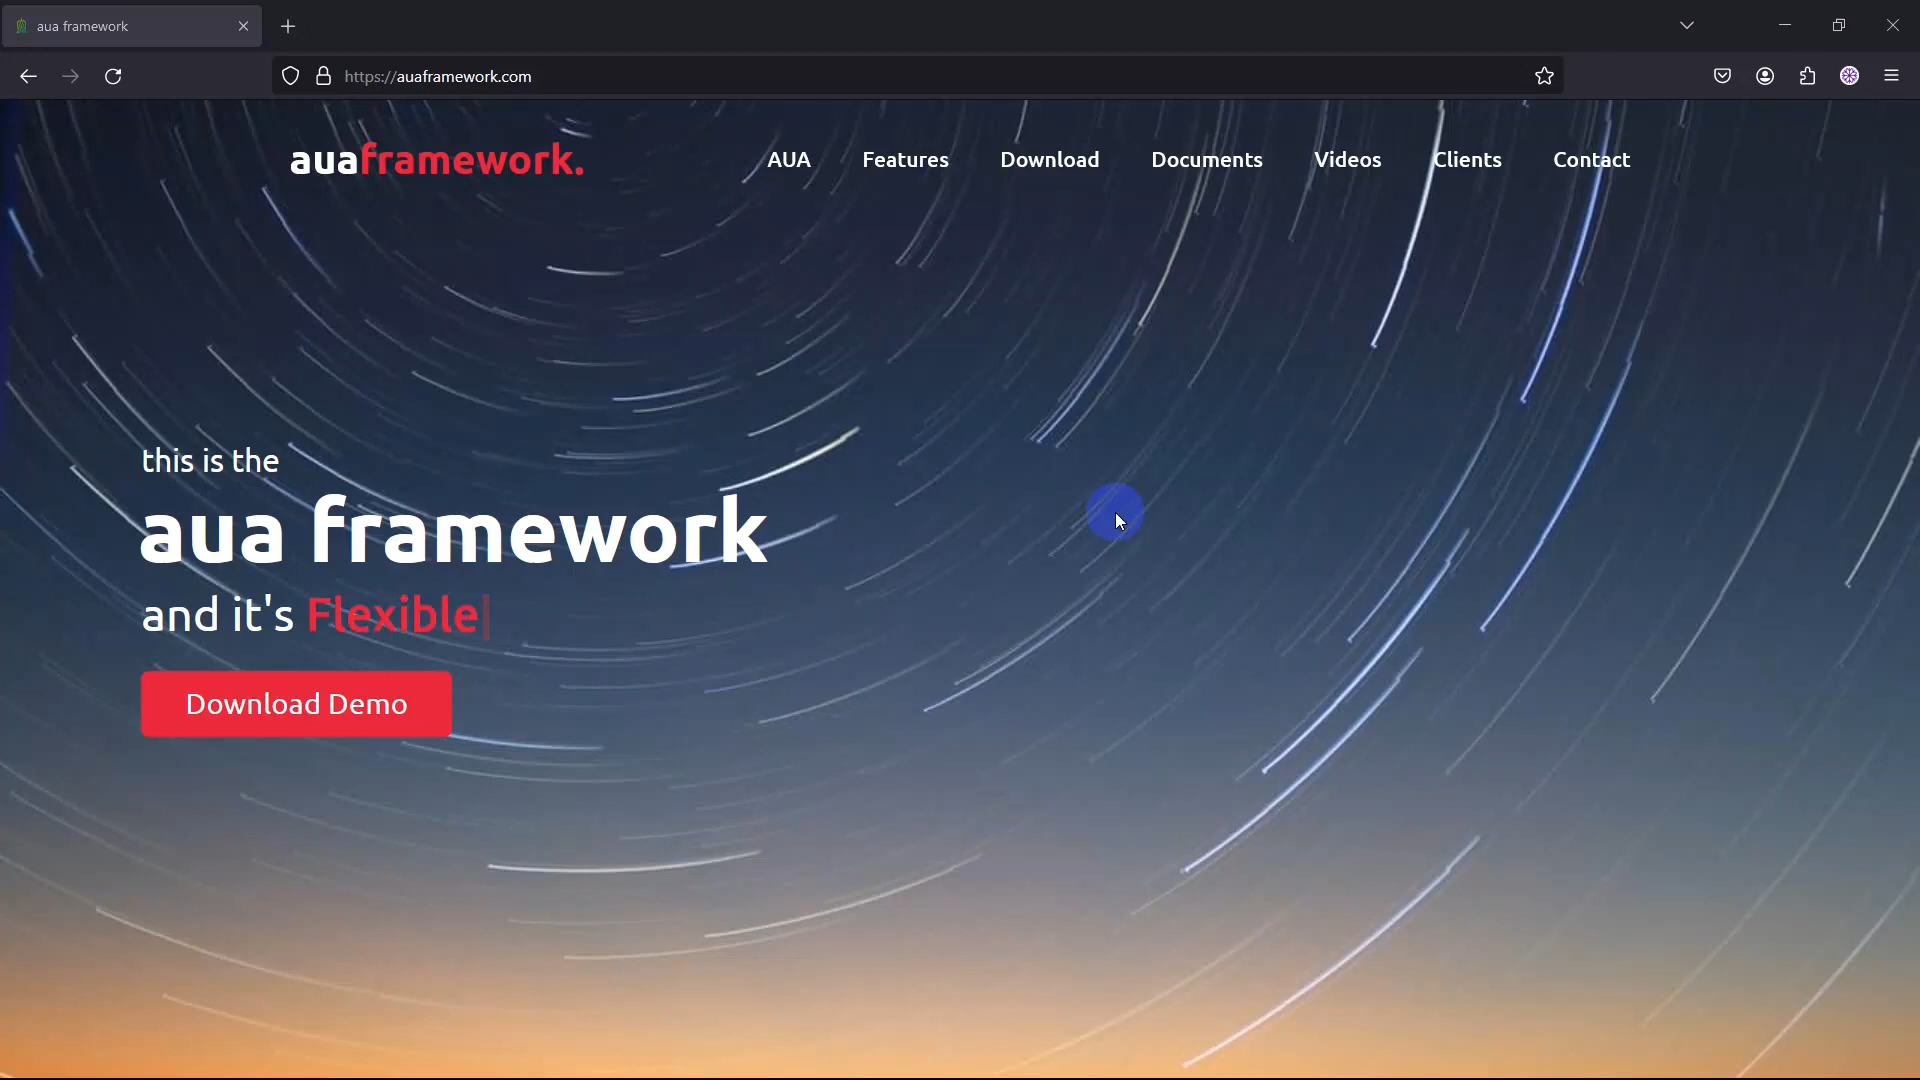 aua framework
https://auaframework.com
auaframework.
AUA Features Download Documents Videos Clients Contact
this is the
aua framework
and it's Flexible
Download Demo